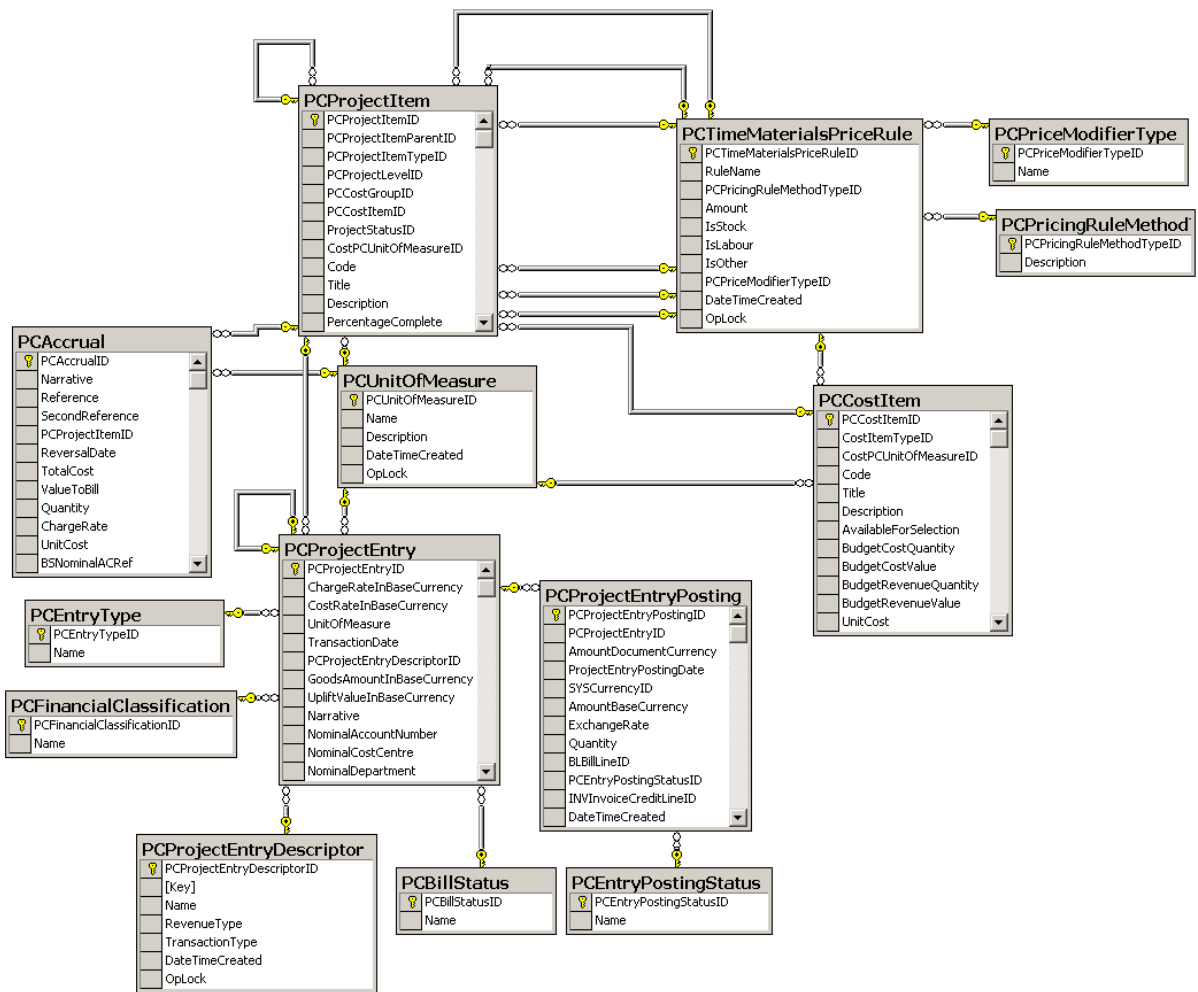 PCProjectItem
PCProjectItemID
PCProjectItemParentID
PCProjectItemTypeID
PCProjectLevelID
PCCostGroupID
PCCostItemID
ProjectStatusID
CostPCUnitOfMeasureID
Code
Title
Description
PercentageComplete
PCTimeMaterialsPriceRule
PCTimeMaterialsPriceRuleID
RuleName
PCPricingRuleMethodTypeID
Amount
IsStock
IsLabour
IsOther
PCPriceModifierTypeID
DateTimeCreated
OpLock
PCPriceModifierType
PCPriceModifierTypeID
Name
PCPricingRuleMethod
PCPricingRuleMethodTypeID
Description
PCAccrual
PCAccrualID
Narrative
Reference
SecondReference
PCProjectItemID
ReversalDate
TotalCost
ValueToBill
Quantity
ChargeRate
UnitCost
BSNominalACRef
PCUnitOfMeasure
PCUnitOfMeasureID
Name
Description
DateTimeCreated
OpLock
PCCostItem
PCCostItemID
CostItemTypeID
CostPCUnitOfMeasureID
Code
Title
Description
AvailableForSelection
BudgetCostQuantity
BudgetCostValue
BudgetRevenueQuantity
BudgetRevenueValue
UnitCost
PCProjectEntry
PCProjectEntryID
ChargeRateInBaseCurrency
CostRateInBaseCurrency
UnitOfMeasure
TransactionDate
PCProjectEntryDescriptorID
GoodsAmountInBaseCurrency
UpliftValueInBaseCurrency
Narrative
NominalAccountNumber
NominalCostCentre
NominalDepartment
PCProjectEntryPosting
PCProjectEntryPostingID
PCProjectEntryID
AmountDocumentCurrency
ProjectEntryPostingDate
SYSCurrencyID
AmountBaseCurrency
ExchangeRate
Quantity
BLBillLineID
PCEntryPostingStatusID
INVInvoiceCreditLineID
DateTimeCreated
PCEntryType
PCEntryTypeID
Name
PCFinancialClassification
PCFinancialClassificationID
Name
PCProjectEntryDescriptor
PCProjectEntryDescriptorID
[Key]
Name
RevenueType
TransactionType
DateTimeCreated
OpLock
PCBillStatus
PCBillStatusID
Name
PCEntryPostingStatus
PCEntryPostingStatusID
Name